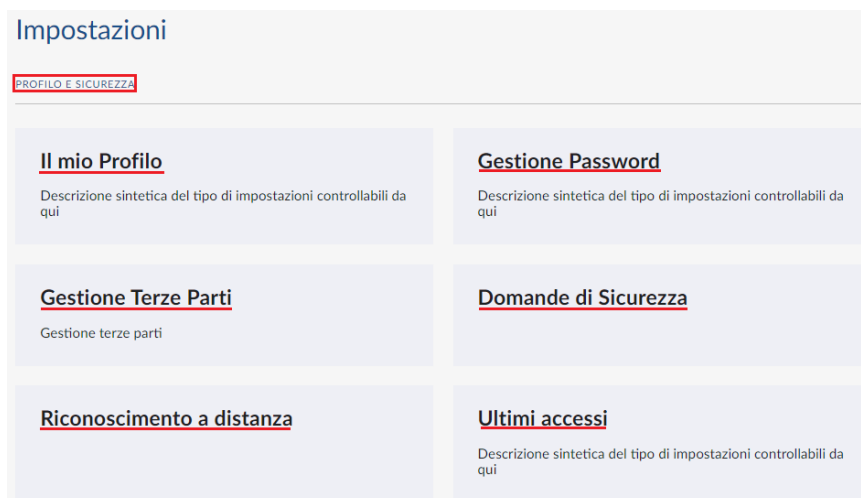 Impostazioni
PROFILO E SICUREZZA
Il mio Profilo
Descrizione sintetica del tipo di impostazioni controllabili da
qui
Gestione Password
Descrizione sintetica del tipo di impostazioni controllabili da
qui
Gestione Terze Parti
Gestione terze parti
Domande di Sicurezza
Riconoscimento a distanza
Ultimi accessi
Descrizione sintetica del tipo di impostazioni controllabili da
qui